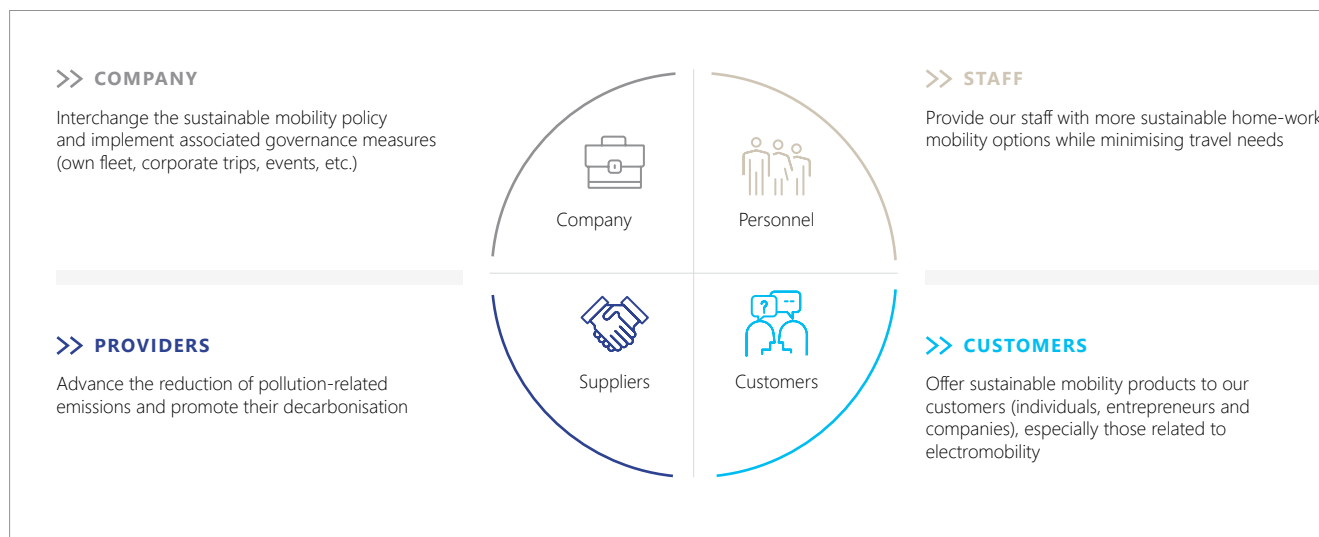 COMPANY
Interchange the sustainable mobility policy
and implement associated governance measures
(own fleet, corporate trips, events, etc.)
STAFF
Provide our staff with more sustainable home-work
mobility options while minimising travel needs
Company
Personnel
PROVIDERS
Advance the reduction of pollution-related
emissions and promote their decarbonisation
Suppliers
Customers
CUSTOMERS
Offer sustainable mobility products to our
customers (individuals, entrepreneurs and
companies), especially those related to
electromobility